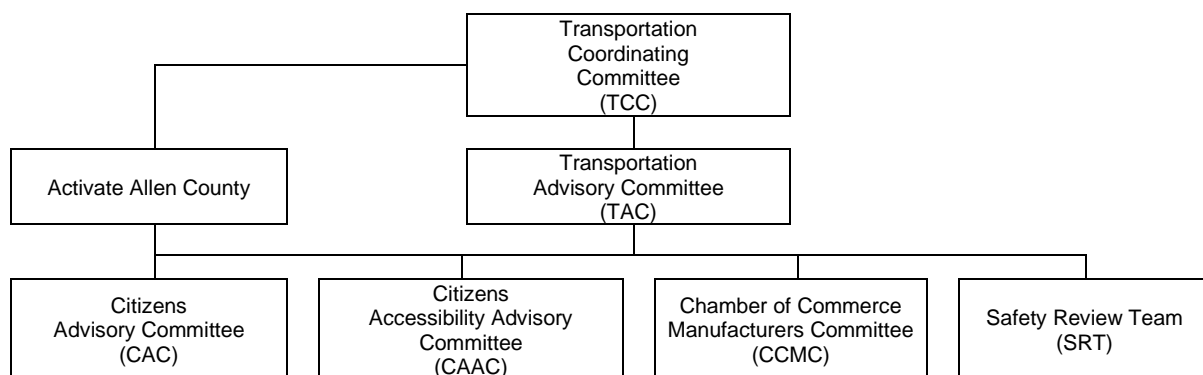 Transportation
Coordinating
Committee
(TCC)
Activate Allen County
Transportation
Advisory Committee
(TAC)
Citizens
Advisory Committee
(CAC)
Citizens
Accessibility Advisory
Committee
(CAAC)
Chamber of Commerce
Manufacturers Committee
(CCMC)
Safety Review Team
(SRT)